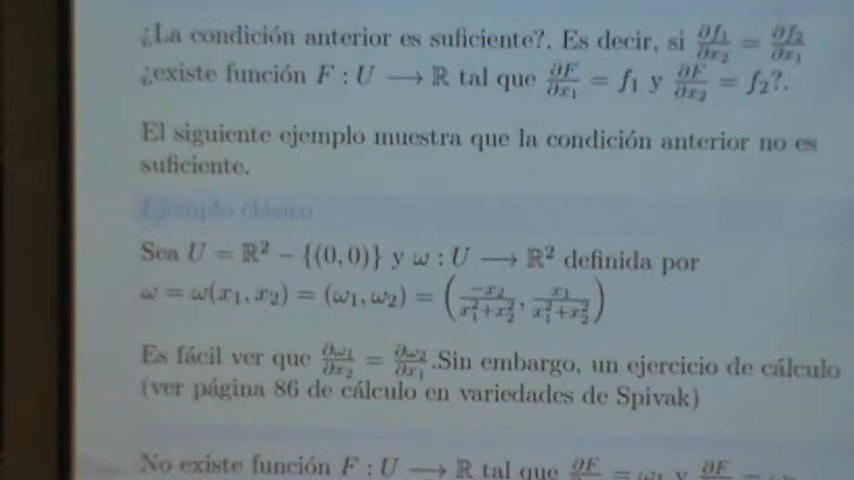 ¿La condición anterior es suficiente?. Es decir, si ∂f₁/∂x₂ = ∂f₂/∂x₁
¿existe función F : U ⟶ ℝ tal que ∂F/∂x₁ = f₁ y ∂F/∂x₂ = f₂?.
El siguiente ejemplo muestra que la condición anterior no es
suficiente.
Ejemplo clásico
Sea U = ℝ² − {(0, 0)} y ω : U ⟶ ℝ² definida por
ω = ω(x₁, x₂) = (ω₁, ω₂) = (−x₂/(x₁²+x₂²), x₁/(x₁²+x₂²))
Es fácil ver que ∂ω₁/∂x₂ = ∂ω₂/∂x₁.Sin embargo, un ejercicio de cálculo
(ver página 86 de cálculo en variedades de Spivak)
No existe función F : U ⟶ ℝ tal que ∂F = ω₁ y ∂F =